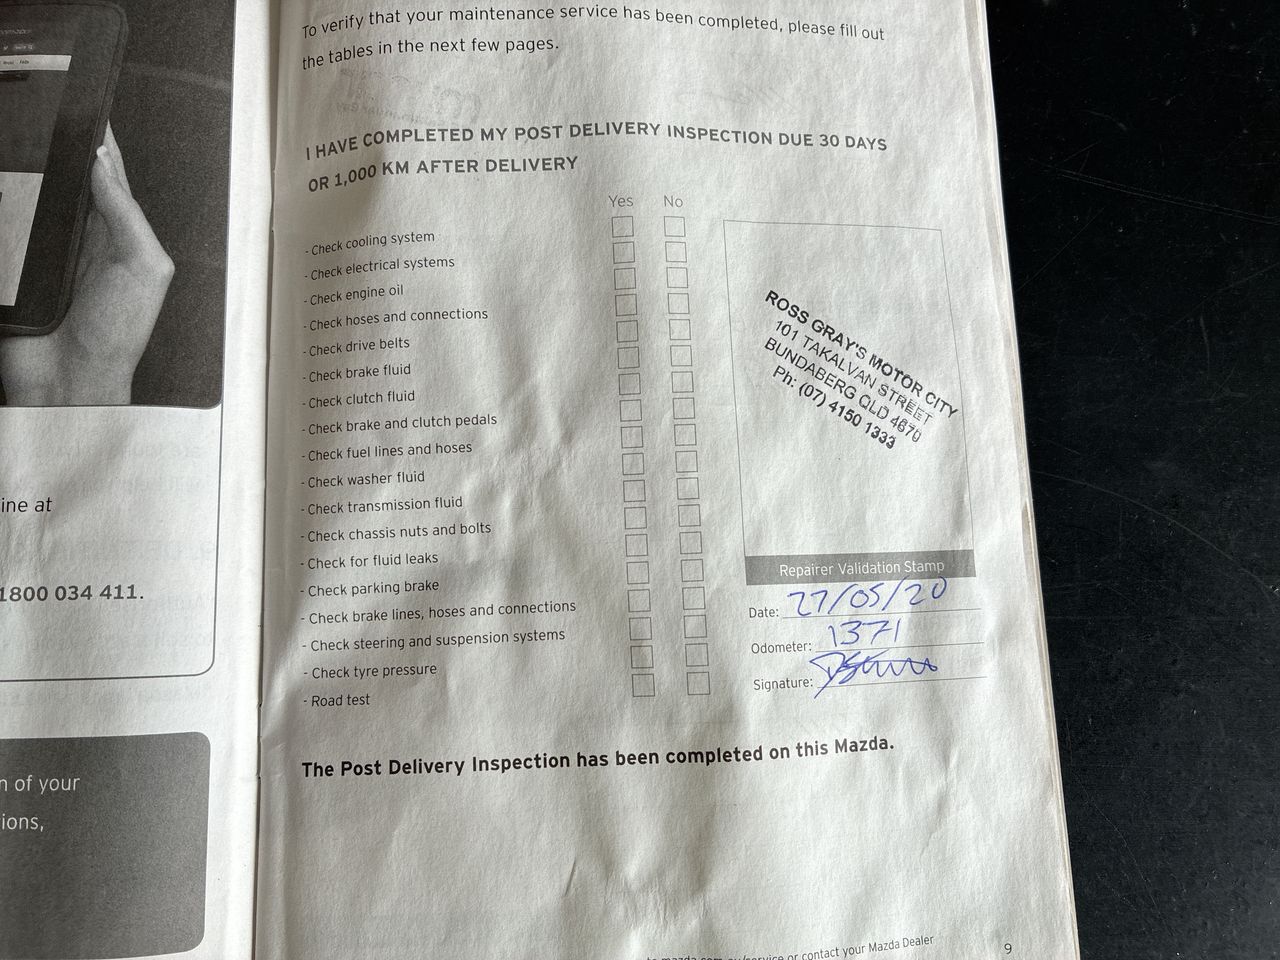 To verify that your maintenance service has been completed, please fill out
the tables in the next few pages.
I HAVE COMPLETED MY POST DELIVERY INSPECTION DUE 30 DAYS
OR 1,000 KM AFTER DELIVERY
Yes No
- Check cooling system
- Check electrical systems
- Check engine oil
- Check hoses and connections
- Check drive belts
- Check brake fluid
- Check clutch fluid
- Check brake and clutch pedals
- Check fuel lines and hoses
- Check washer fluid
- Check transmission fluid
- Check chassis nuts and bolts
- Check for fluid leaks
- Check parking brake
- Check brake lines, hoses and connections
- Check steering and suspension systems
- Check tyre pressure
- Road test
ROSS GRAY'S MOTOR CITY
101 TAKALVAN STREET
BUNDABERG QLD 4670
Ph: (07) 4150 1333
Repairer Validation Stamp
Date: 27/05/20
Odometer: 1371
Signature:
The Post Delivery Inspection has been completed on this Mazda.
or contact your Mazda Dealer
9
ine at
1800 034 411.
n of your
ions,